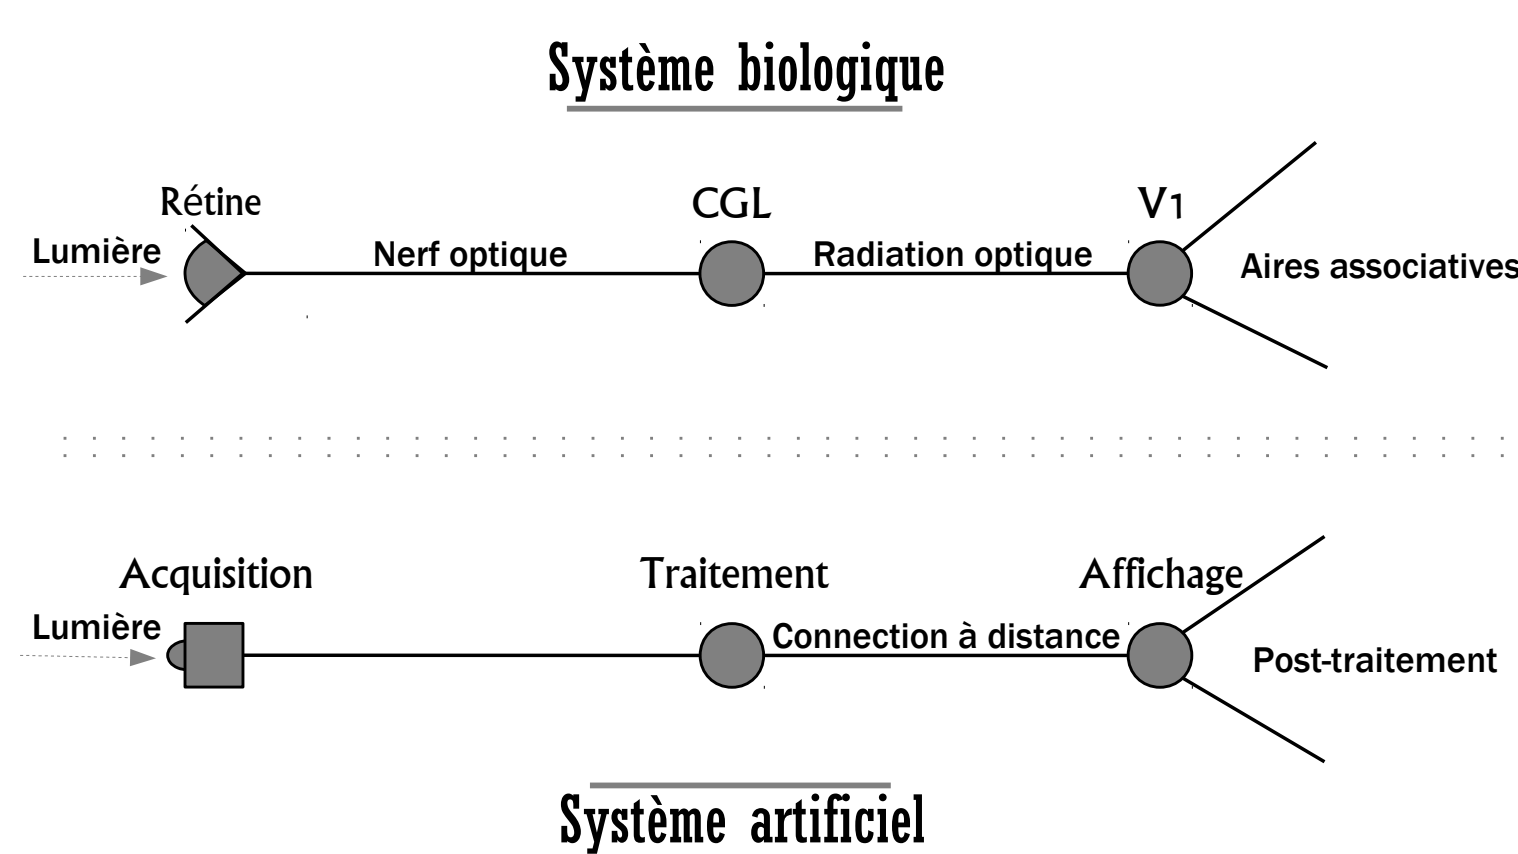 Système biologique
Rétine
CGL
V1
Lumière
Nerf optique
Radiation optique
Aires associatives
Acquisition
Traitement
Affichage
Lumière
Connection à distance
Post-traitement
Système artificiel